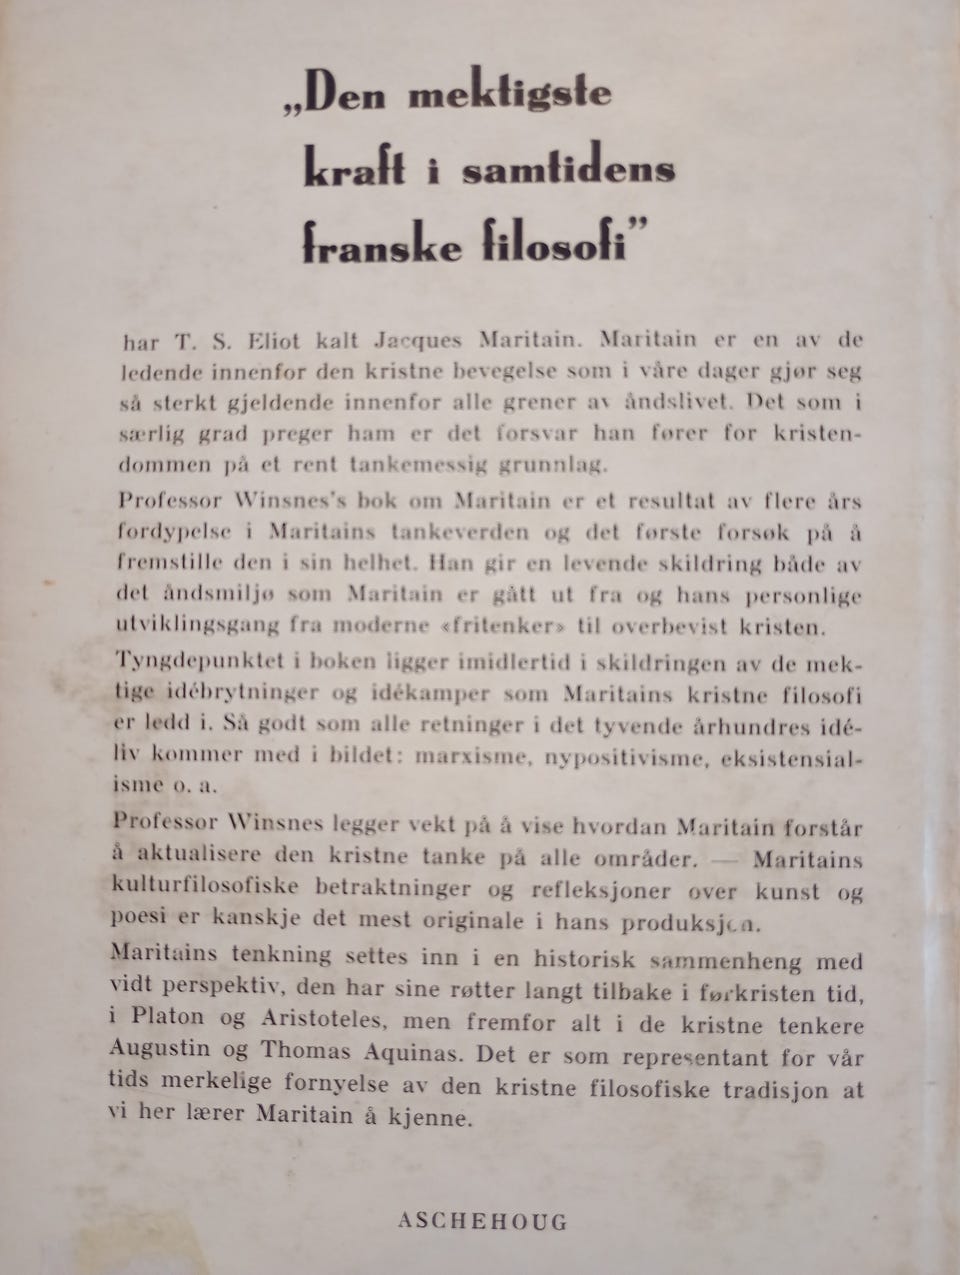 „Den mektigste
kraft i samtidens
franske filosofi”
har T. S. Eliot kalt Jacques Maritain. Maritain er en av de
ledende innenfor den kristne bevegelse som i våre dager gjør seg
så sterkt gjeldende innenfor alle grener av åndslivet. Det som i
særlig grad preger ham er det forsvar han fører for kristen-
dommen på et rent tankemessig grunnlag.
Professor Winsnes's bok om Maritain er et resultat av flere års
fordypelse i Maritains tankeverden og det første forsøk på å
fremstille den i sin helhet. Han gir en levende skildring både av
det åndsmiljø som Maritain er gått ut fra og hans personlige
utviklingsgang fra moderne «fritenker» til overbevist kristen.
Tyngdepunktet i boken ligger imidlertid i skildringen av de mek-
tige idébrytninger og idékamper som Maritains kristne filosofi
er ledd i. Så godt som alle retninger i det tyvende århundres idé-
liv kommer med i bildet: marxisme, nypositivisme, eksistensial-
isme o. a.
Professor Winsnes legger vekt på å vise hvordan Maritain forstår
å aktualisere den kristne tanke på alle områder. — Maritains
kulturfilosofiske betraktninger og refleksjoner over kunst og
poesi er kanskje det mest originale i hans produksjon.
Maritains tenkning settes inn i en historisk sammenheng med
vidt perspektiv, den har sine røtter langt tilbake i førkristen tid,
i Platon og Aristoteles, men fremfor alt i de kristne tenkere
Augustin og Thomas Aquinas. Det er som representant for vår
tids merkelige fornyelse av den kristne filosofiske tradisjon at
vi her lærer Maritain å kjenne.
ASCHEHOUG